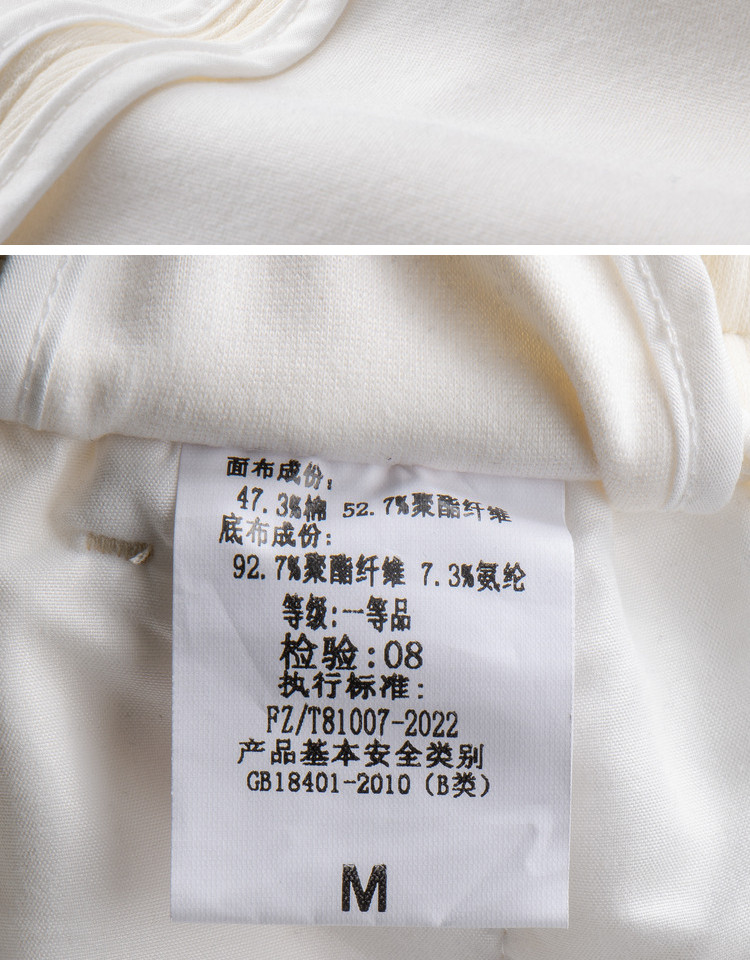 面布成份:
47.3%棉 52.7%聚酯纤维
底布成份:
92.7%聚酯纤维 7.3%氨纶
等级:一等品
检验:08
执行标准:
FZ/T81007-2022
产品基本安全类别
GB18401-2010(B类)
M